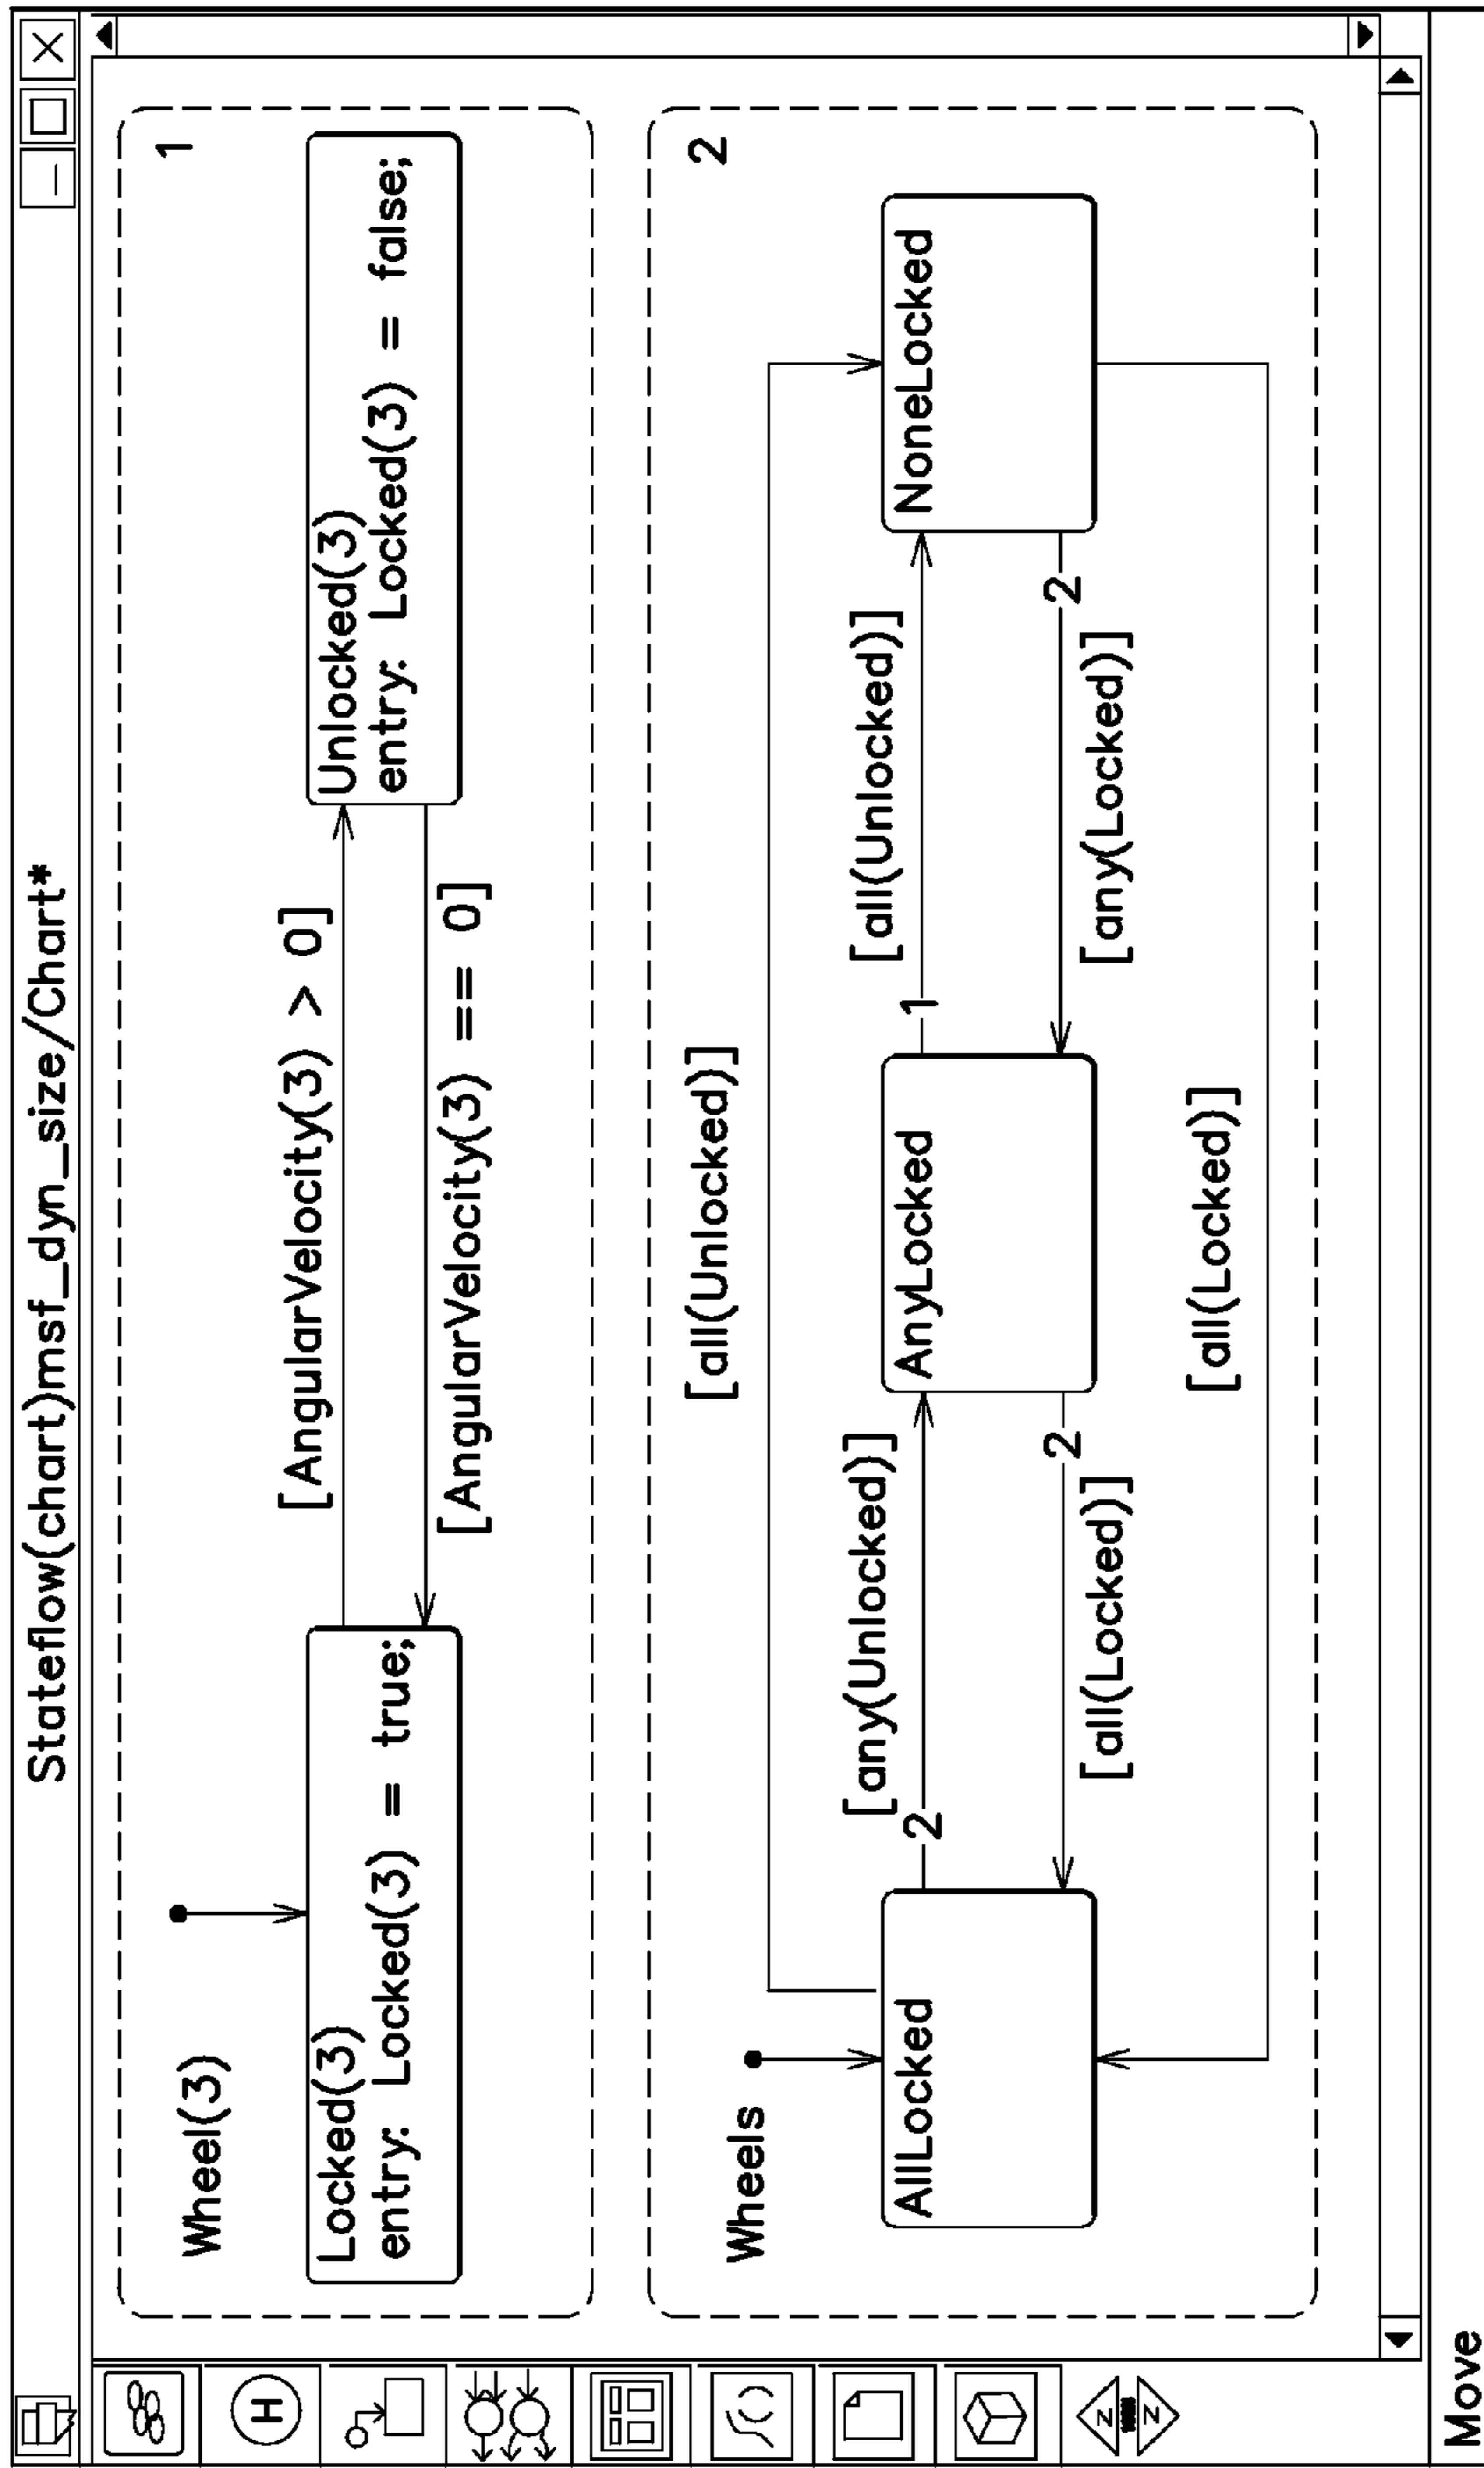 Stateflow(chart)msf_dyn_size/Chart*
1
Wheel(3)
[AngularVelocity(3) > 0]
Locked(3)
entry: Locked(3) = true;
Unlocked(3)
entry: Locked(3) = false;
[AngularVelocity(3) == 0]
2
[all(Unlocked)]
Wheels
[any(Unlocked)]
[all(Unlocked)]
AllLocked
2
AnyLocked
1
NoneLocked
2
2
[all(Locked)]
[any(Locked)]
[all(Locked)]
H
Z
Z
Move